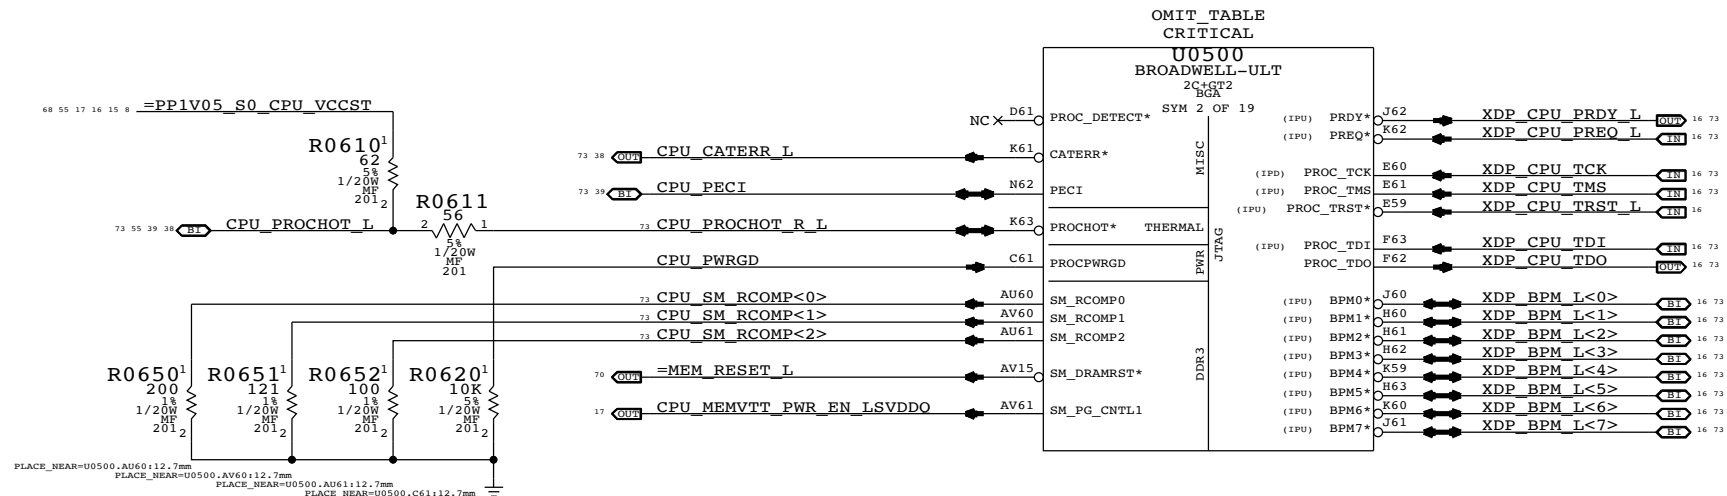 OMIT_TABLE
CRITICAL
U0500
BROADWELL-ULT
2C+GT2
BGA
SYM 2 OF 19
68 55 17 16 15 8 =PP1V05_S0_CPU_VCCST
R0610 1
62
5%
1/20W
MF
201 2
R0611
2 56 1
5%
1/20W
MF
201
73 55 39 38 BI CPU_PROCHOT_L
NC D61 PROC_DETECT*
73 38 OUT CPU_CATERR_L K61 CATERR*
73 39 BI CPU_PECI N62 PECI
73 CPU_PROCHOT_R_L K63 PROCHOT*
CPU_PWRGD C61 PROCPWRGD
73 CPU_SM_RCOMP<0> AU60 SM_RCOMP0
73 CPU_SM_RCOMP<1> AV60 SM_RCOMP1
73 CPU_SM_RCOMP<2> AU61 SM_RCOMP2
70 OUT =MEM_RESET_L AV15 SM_DRAMRST*
17 OUT CPU_MEMVTT_PWR_EN_LSVDDQ AV61 SM_PG_CNTL1
MISC
THERMAL
PWR
JTAG
DDR3
(IPU) PRDY* J62 XDP_CPU_PRDY_L OUT 16 73
(IPU) PREQ* K62 XDP_CPU_PREQ_L IN 16 73
(IPD) PROC_TCK E60 XDP_CPU_TCK IN 16 73
(IPU) PROC_TMS E61 XDP_CPU_TMS IN 16 73
(IPU) PROC_TRST* E59 XDP_CPU_TRST_L IN 16
(IPU) PROC_TDI F63 XDP_CPU_TDI IN 16 73
PROC_TDO F62 XDP_CPU_TDO OUT 16 73
(IPU) BPM0* J60 XDP_BPM_L<0> BI 16 73
(IPU) BPM1* H60 XDP_BPM_L<1> BI 16 73
(IPU) BPM2* H61 XDP_BPM_L<2> BI 16 73
(IPU) BPM3* H62 XDP_BPM_L<3> BI 16 73
(IPU) BPM4* K59 XDP_BPM_L<4> BI 16 73
(IPU) BPM5* H63 XDP_BPM_L<5> BI 16 73
(IPU) BPM6* K60 XDP_BPM_L<6> BI 16 73
(IPU) BPM7* J61 XDP_BPM_L<7> BI 16 73
R0650 1
200
1%
1/20W
MF
201 2
R0651 1
121
1%
1/20W
MF
201 2
R0652 1
100
1%
1/20W
MF
201 2
R0620 1
10K
5%
1/20W
MF
201 2
PLACE_NEAR=U0500.AU60:12.7mm
PLACE_NEAR=U0500.AV60:12.7mm
PLACE_NEAR=U0500.AU61:12.7mm
PLACE_NEAR=U0500.C61:12.7mm